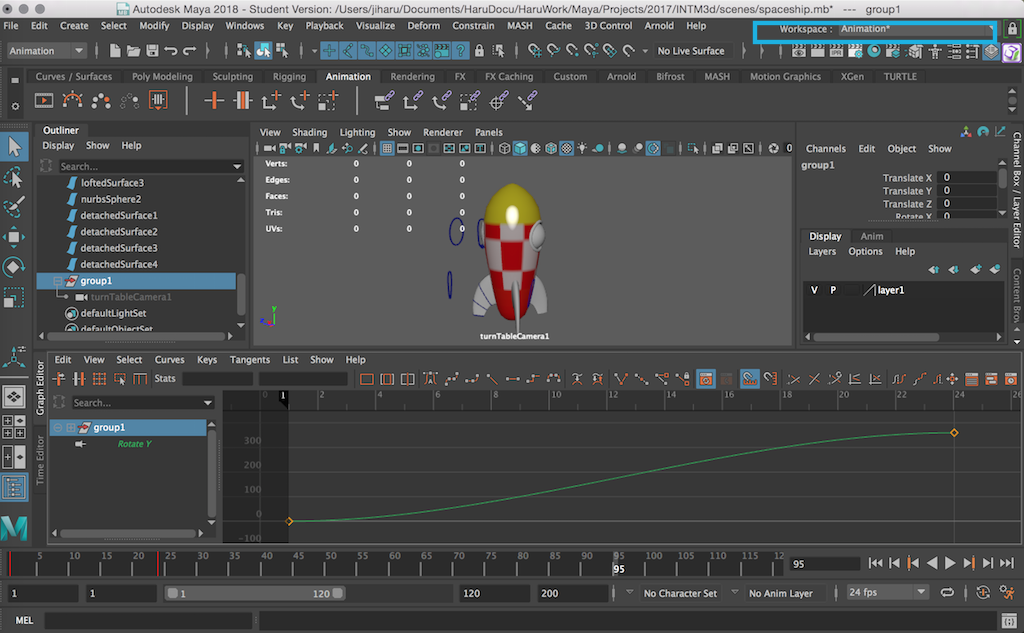 Autodesk Maya 2018 - Student Version: /Users/jiharu/Documents/HaruDocu/HaruWork/Maya/Projects/2017/INTM3d/scenes/spaceship.mb* --- group1
File Edit Create Select Modify Display Windows Key Playback Visualize Deform Constrain MASH Cache 3D Control Arnold Help
Workspace : Animation*
Animation
No Live Surface
Curves / Surfaces Poly Modeling Sculpting Rigging Animation Rendering FX FX Caching Custom Arnold Bifrost MASH Motion Graphics XGen TURTLE
Outliner
Display Show Help
Search...
loftedSurface3
nurbsSphere2
detachedSurface1
detachedSurface2
detachedSurface3
detachedSurface4
group1
turnTableCamera1
defaultLightSet
defaultObjectSet
View Shading Lighting Show Renderer Panels
Verts: 0 0 0
Edges: 0 0 0
Faces: 0 0 0
Tris: 0 0 0
UVs: 0 0 0
y
turnTableCamera1
Channels Edit Object Show
group1
Translate X 0
Translate Y 0
Translate Z 0
Rotate X 0
Display Anim
Layers Options Help
V P layer1
Channel Box / Layer Editor
Edit View Select Curves Keys Tangents List Show Help
Stats
Graph Editor
Time Editor
Search...
group1
Rotate Y
0 1 2 4 6 8 10 12 14 16 18 20 22 24 26
300
200
100
0
-100
5 10 15 20 25 30 35 40 45 50 55 60 65 70 75 80 85 90 95 100 105 110 115 12
95
95
1 1 1 120 120 200 No Character Set No Anim Layer 24 fps
MEL